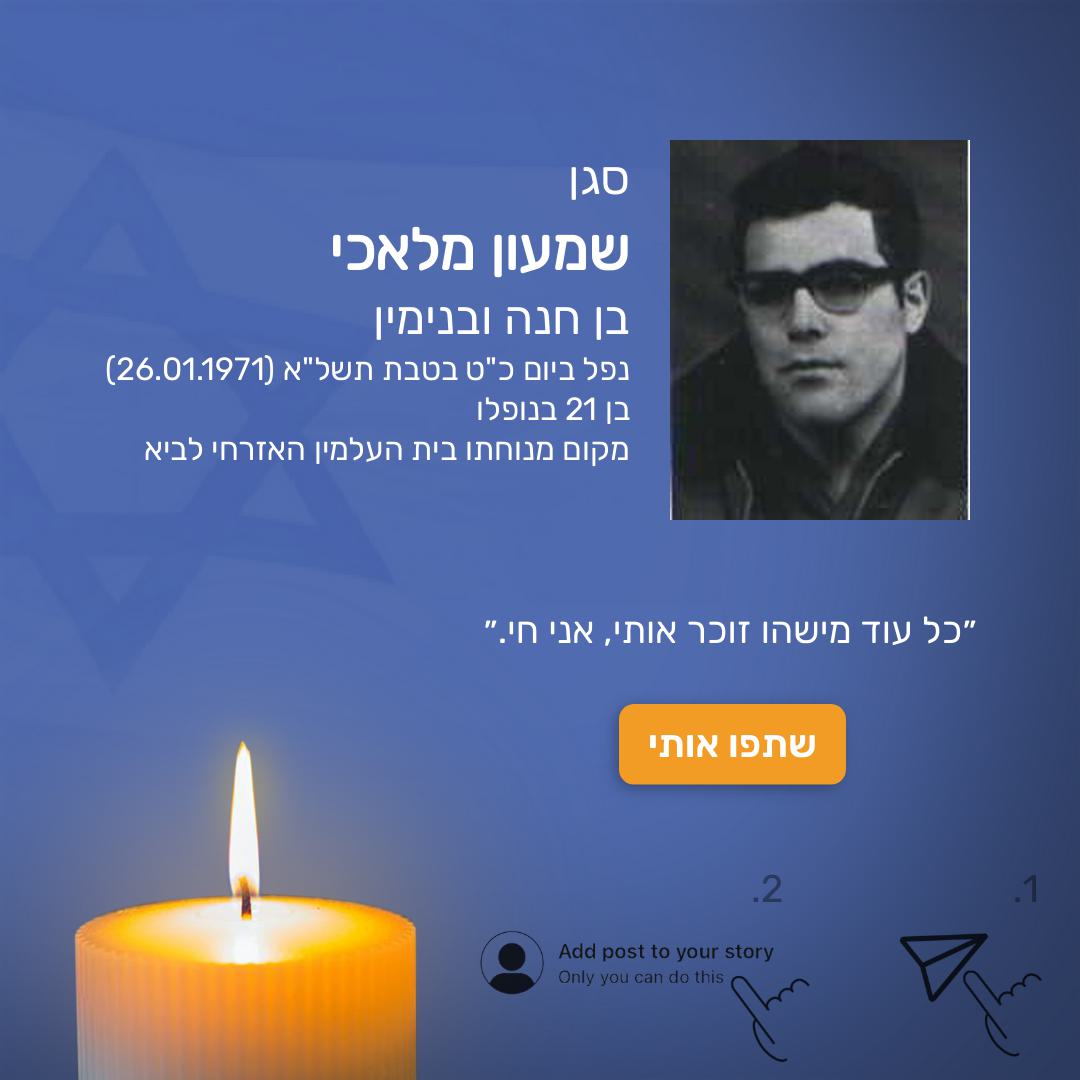 סגן
שמעון מלאכי
בן חנה ובנימין
נפל ביום כ"ט בטבת תשל"א (26.01.1971)
בן 21 בנופלו
מקום מנוחתו בית העלמין האזרחי לביא
״כל עוד מישהו זוכר אותי, אני חי.״
שתפו אותי
.1
.2
Add post to your story
Only you can do this